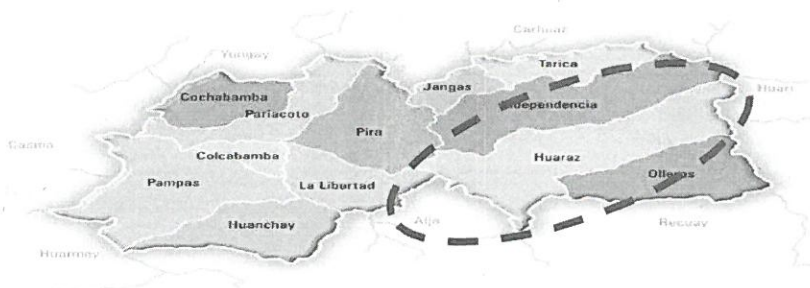 Carhuaz
Yungay
Tarica
Jangas
Huari
Cochabamba
Independencia
Pariacoto
Pira
Casma
Colcabamba
Huaraz
Pampas
La Libertad
Olleros
Huanchay
Aija
Recuay
Huarmey